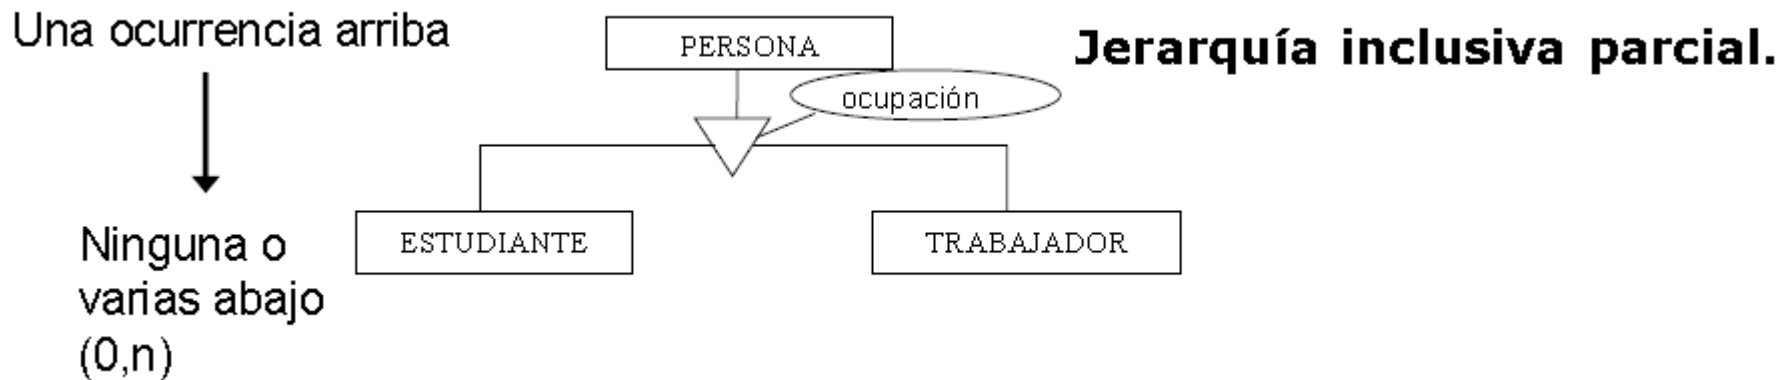 Una ocurrencia arriba
PERSONA
Jerarquía inclusiva parcial.
ocupación
Ninguna o
varias abajo
(0,n)
ESTUDIANTE
TRABAJADOR